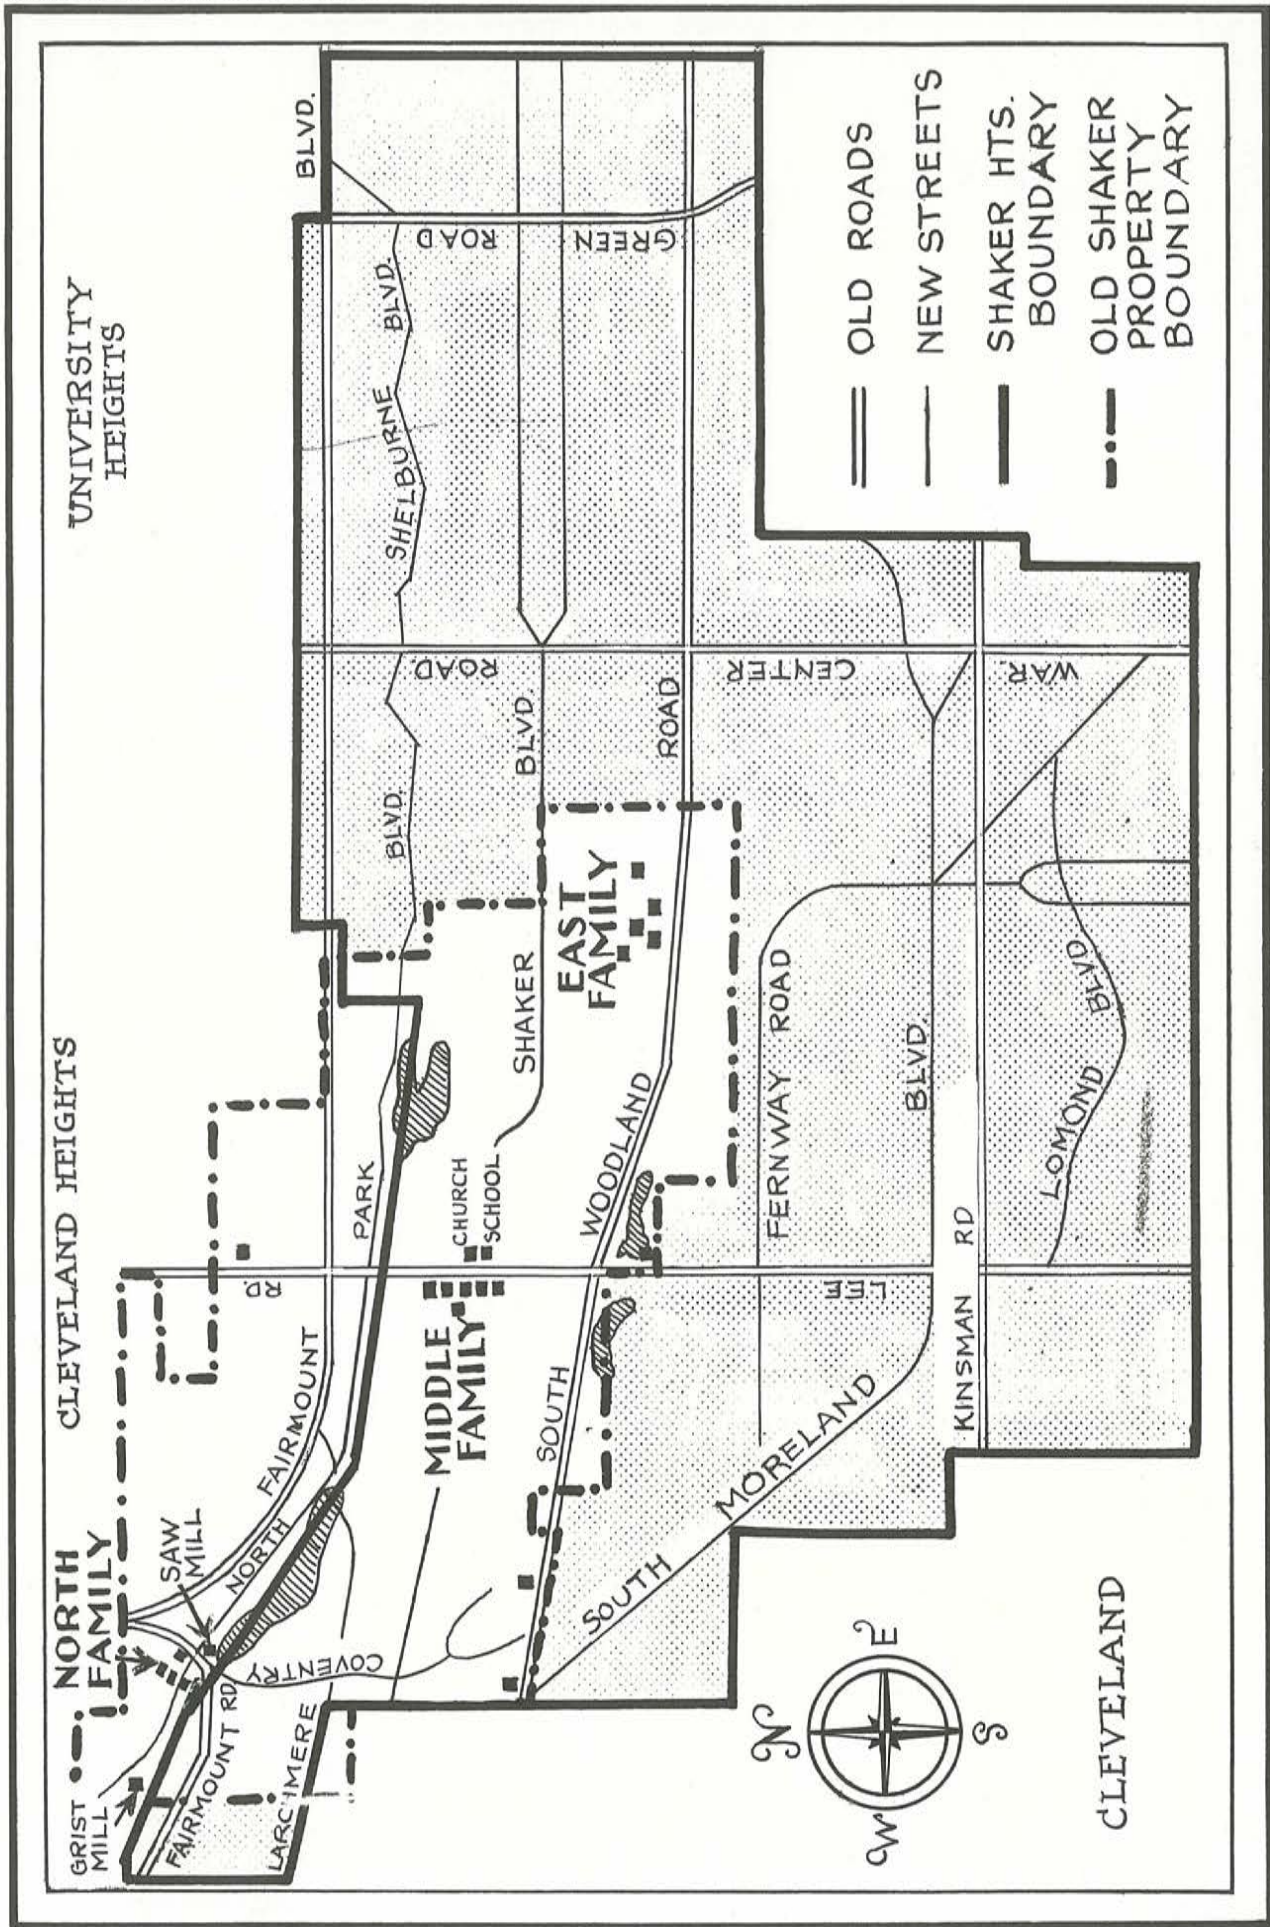 NORTH
FAMILY
CLEVELAND HEIGHTS
UNIVERSITY
HEIGHTS
GRIST
MILL
SAW
MILL
FAIRMOUNT
BLVD.
RD.
NORTH
PARK
BLVD.
SHELBURNE
BLVD.
FAIRMOUNT RD.
LARCHMERE
COVENTRY
MIDDLE
FAMILY
CHURCH
SCHOOL
SHAKER
BLVD.
EAST
FAMILY
SOUTH
WOODLAND
ROAD
ROAD
CENTER
WAR.
GREEN
ROAD
LEE
FERNWAY ROAD
SOUTH
MORELAND
BLVD.
KINSMAN
RD
LOMOND
BLVD
N
W
E
S
CLEVELAND
OLD ROADS
NEW STREETS
SHAKER HTS.
BOUNDARY
OLD SHAKER
PROPERTY
BOUNDARY